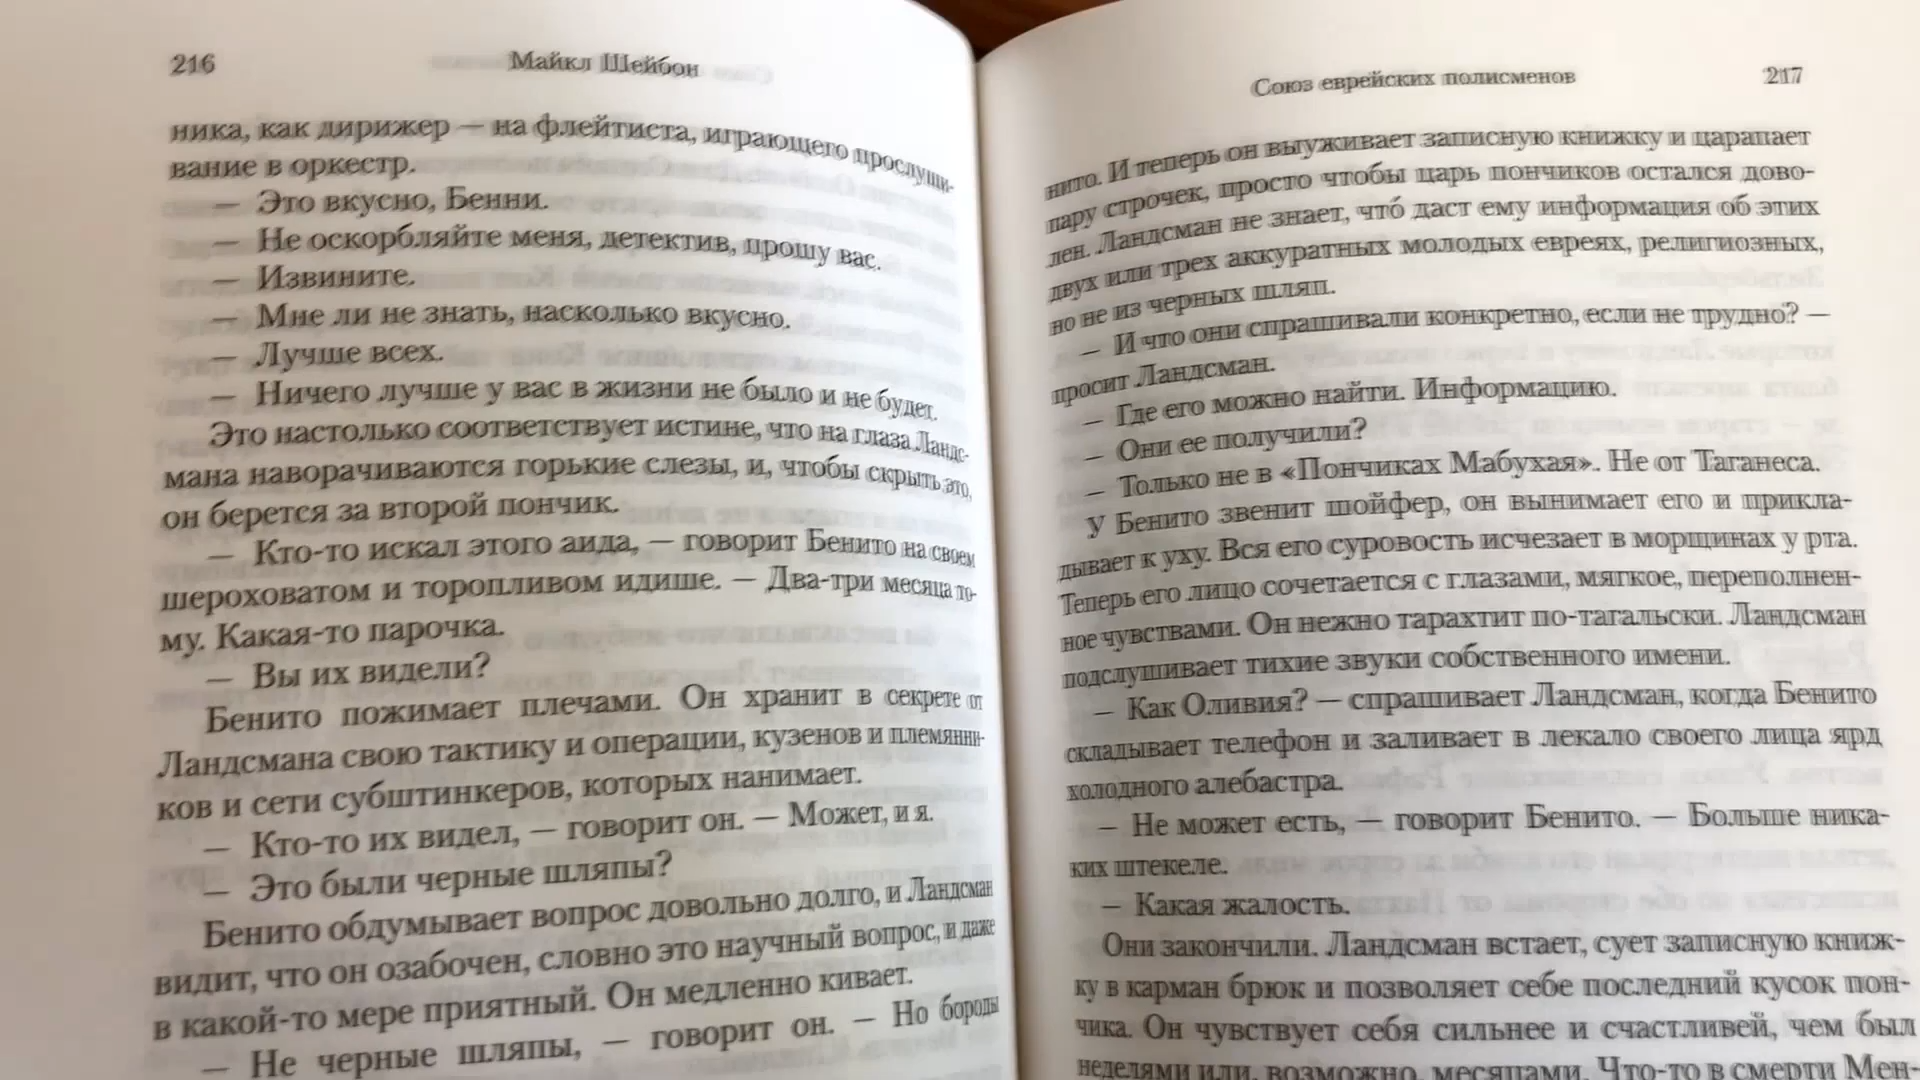 216
Майкл Шейбон
ника, как дирижер — на флейтиста, играющего прослуши-
вание в оркестр.
— Это вкусно, Бенни.
— Не оскорбляйте меня, детектив, прошу вас.
— Извините.
— Мне ли не знать, насколько вкусно.
— Лучше всех.
— Ничего лучше у вас в жизни не было и не будет.
Это настолько соответствует истине, что на глаза Ландс-
мана наворачиваются горькие слезы, и, чтобы скрыть это,
он берется за второй пончик.
— Кто-то искал этого аида, — говорит Бенито на своем
шероховатом и торопливом идише. — Два-три месяца то-
му. Какая-то парочка.
— Вы их видели?
Бенито пожимает плечами. Он хранит в секрете от
Ландсмана свою тактику и операции, кузенов и племянни-
ков и сети субштинкеров, которых нанимает.
— Кто-то их видел, — говорит он. — Может, и я.
— Это были черные шляпы?
Бенито обдумывает вопрос довольно долго, и Ландсман
видит, что он озабочен, словно это научный вопрос, и даже
в какой-то мере приятный. Он медленно кивает.
— Не черные шляпы, — говорит он. — Но бороды
Союз еврейских полисменов
217
нито. И теперь он выуживает записную книжку и царапает
пару строчек, просто чтобы царь пончиков остался дово-
лен. Ландсман не знает, что́ даст ему информация об этих
двух или трех аккуратных молодых евреях, религиозных,
но не из черных шляп.
— И что они спрашивали конкретно, если не трудно? —
просит Ландсман.
— Где его можно найти. Информацию.
— Они ее получили?
— Только не в «Пончиках Мабухая». Не от Таганеса.
У Бенито звенит шойфер, он вынимает его и прикла-
дывает к уху. Вся его суровость исчезает в морщинах у рта.
Теперь его лицо сочетается с глазами, мягкое, переполнен-
ное чувствами. Он нежно тарахтит по-тагальски. Ландсман
подслушивает тихие звуки собственного имени.
— Как Оливия? — спрашивает Ландсман, когда Бенито
складывает телефон и заливает в лекало своего лица ярд
холодного алебастра.
— Не может есть, — говорит Бенито. — Больше ника-
ких штекеле.
— Какая жалость.
Они закончили. Ландсман встает, сует записную книж-
ку в карман брюк и позволяет себе последний кусок пон-
чика. Он чувствует себя сильнее и счастливей, чем был
неделями или, возможно, месяцами. Что-то в смерти Мен-